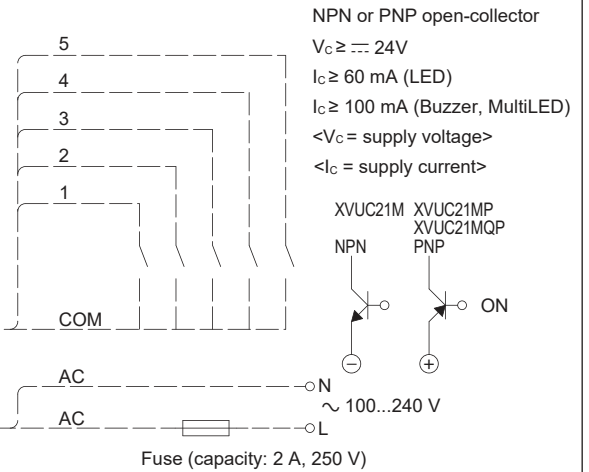 NPN or PNP open-collector
Vc ≥ ⎓ 24V
Ic ≥ 60 mA (LED)
Ic ≥ 100 mA (Buzzer, MultiLED)
<Vc = supply voltage>
<Ic = supply current>
5
4
3
2
1
COM
XVUC21M XVUC21MP
XVUC21MQP
NPN PNP
ON
− +
AC N
∼ 100...240 V
AC L
Fuse (capacity: 2 A, 250 V)